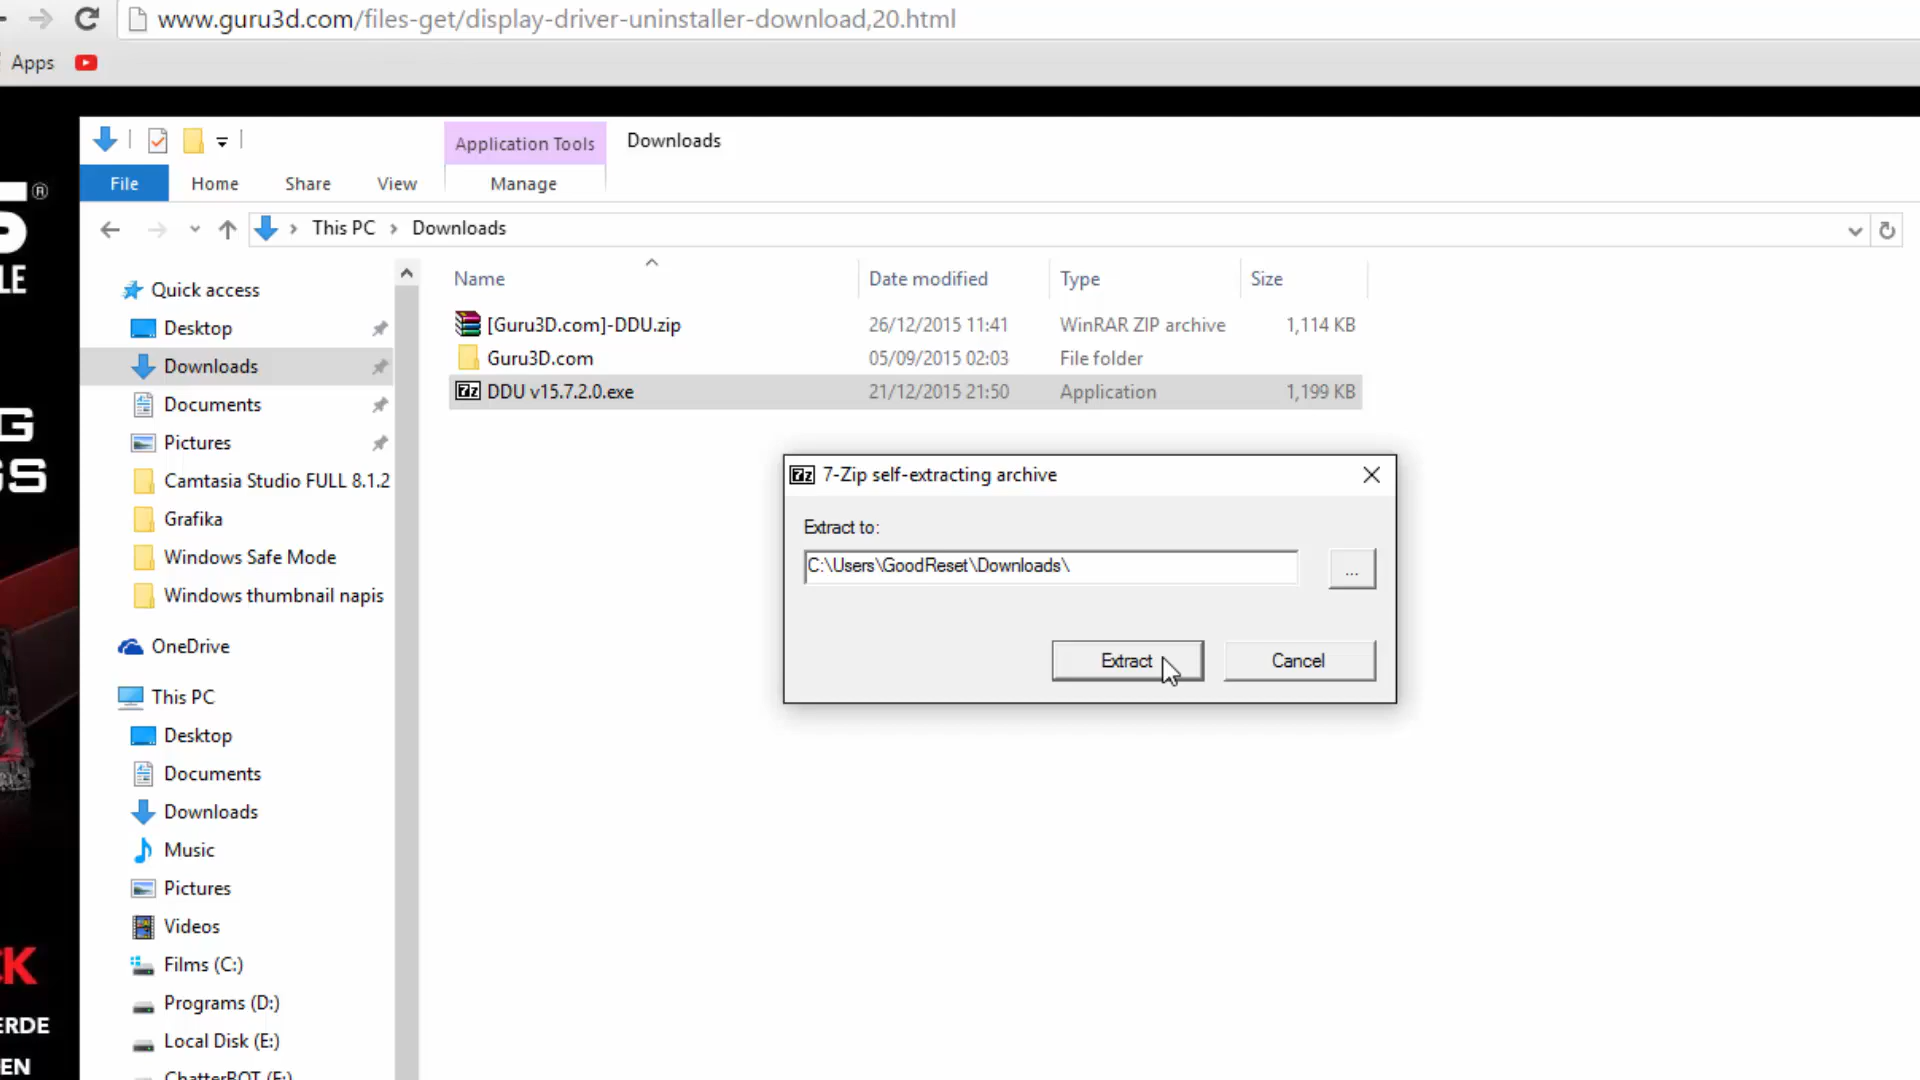 www.guru3d.com/files-get/display-driver-uninstaller-download,20.html
Apps
Application Tools
Downloads
File
Home
Share
View
Manage
This PC
Downloads
Name
Date modified
Type
Size
[Guru3D.com]-DDU.zip
26/12/2015 11:41
WinRAR ZIP archive
1,114 KB
Guru3D.com
05/09/2015 02:03
File folder
DDU v15.7.2.0.exe
21/12/2015 21:50
Application
1,199 KB
Quick access
Desktop
Downloads
Documents
Pictures
Camtasia Studio FULL 8.1.2
Grafika
Windows Safe Mode
Windows thumbnail napis
OneDrive
This PC
Desktop
Documents
Downloads
Music
Pictures
Videos
Films (C:)
Programs (D:)
Local Disk (E:)
7-Zip self-extracting archive
Extract to:
C:\Users\GoodReset\Downloads\
...
Extract
Cancel
®
S
LE
G
GS
CK
ERDE
EN